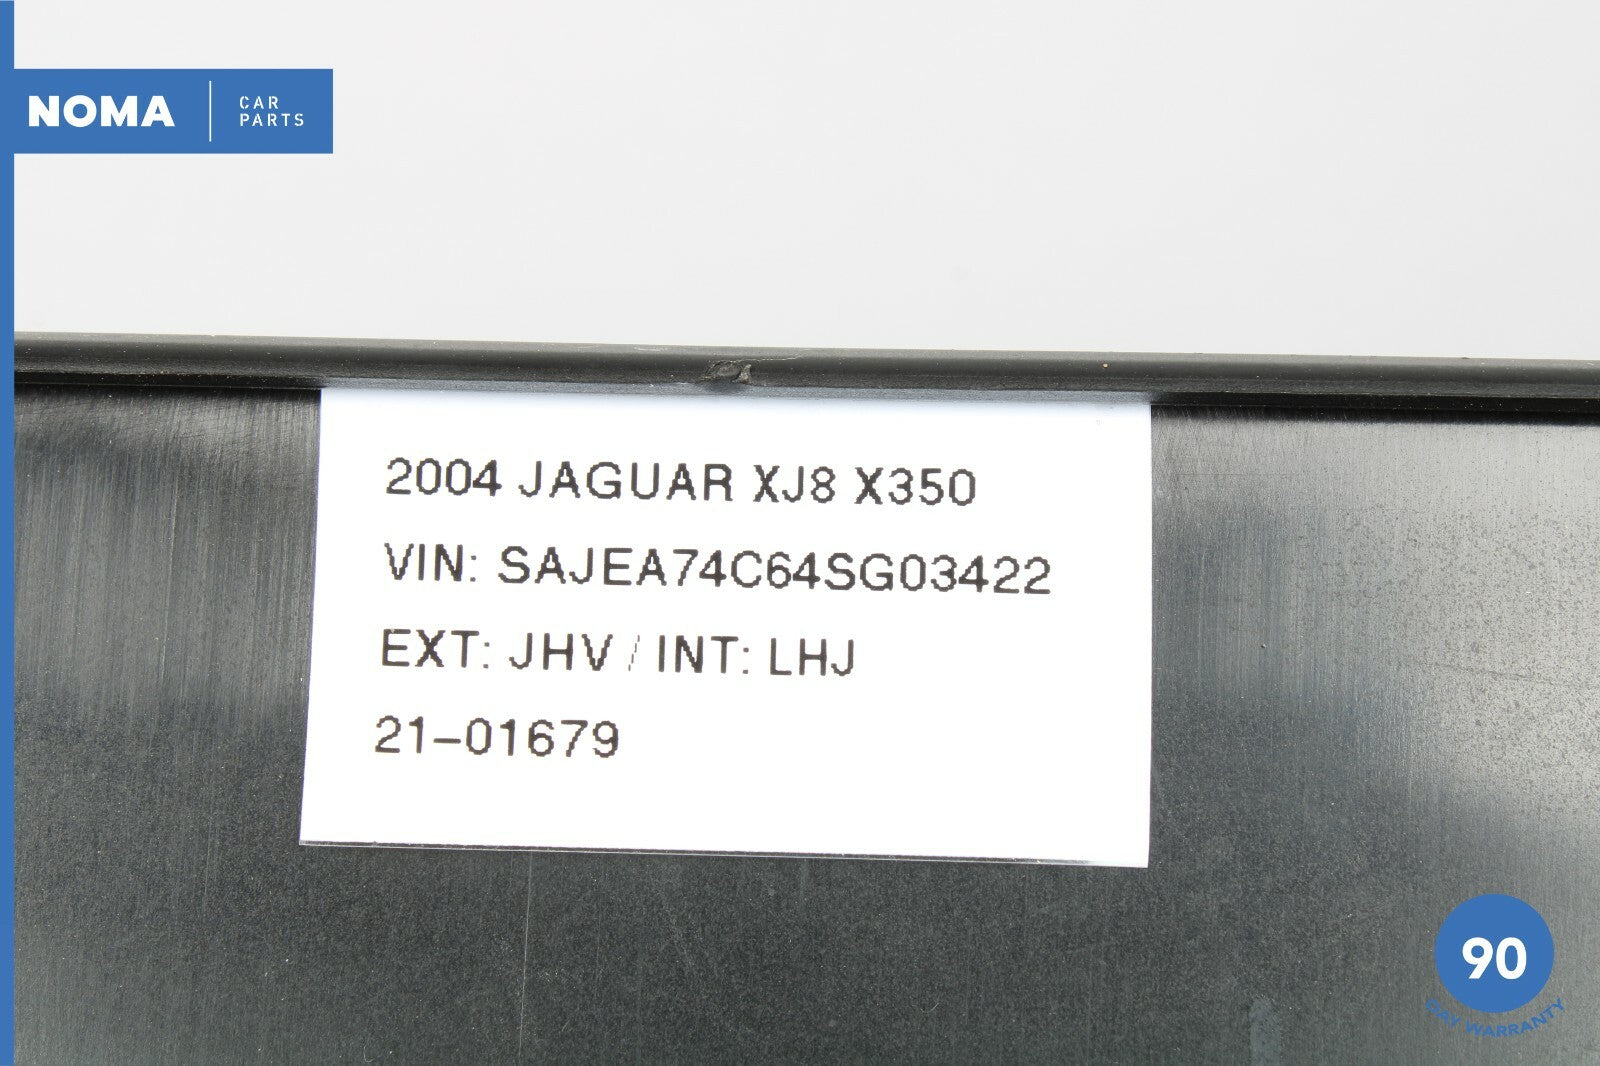 NOMA CAR PARTS
2004 JAGUAR XJ8 X350
VIN: SAJEA74C64SG03422
EXT: JHV / INT: LHJ
21-01679
90
DAY WARRANTY